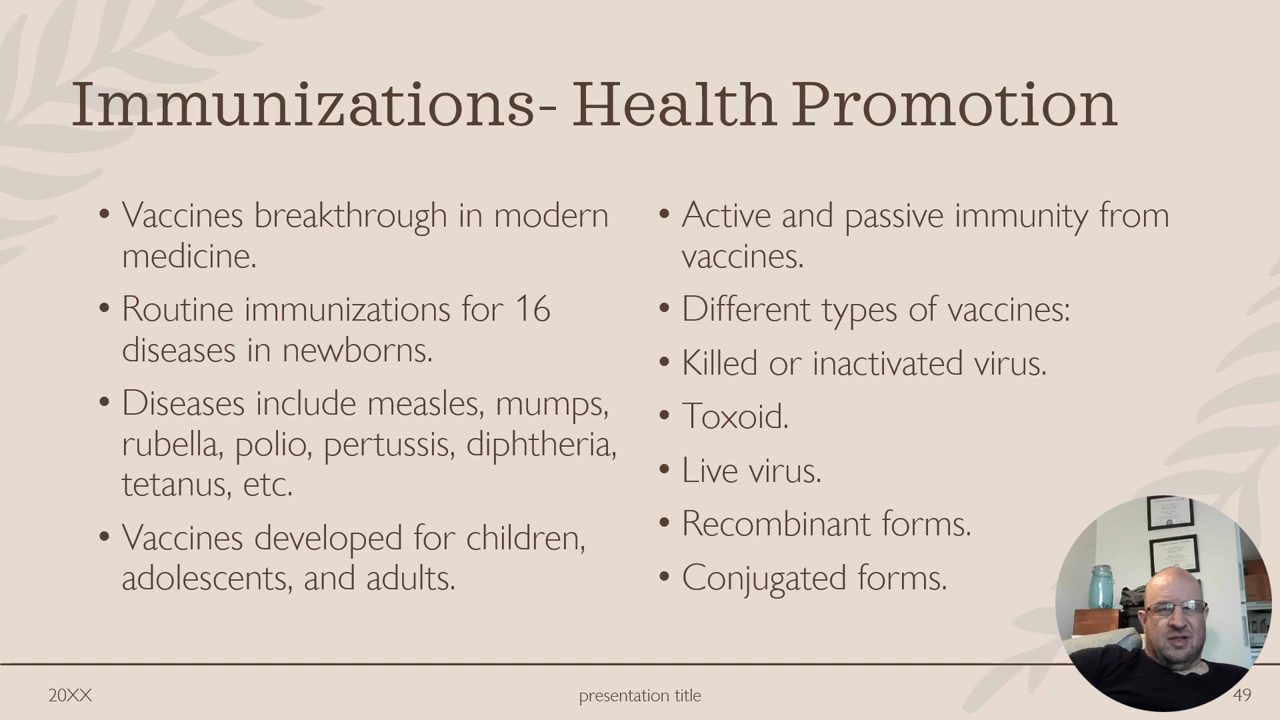 Immunizations- Health Promotion
• Vaccines breakthrough in modern
medicine.
• Routine immunizations for 16
diseases in newborns.
• Diseases include measles, mumps,
rubella, polio, pertussis, diphtheria,
tetanus, etc.
• Vaccines developed for children,
adolescents, and adults.
• Active and passive immunity from
vaccines.
• Different types of vaccines:
• Killed or inactivated virus.
• Toxoid.
• Live virus.
• Recombinant forms.
• Conjugated forms.
20XX
presentation title
49